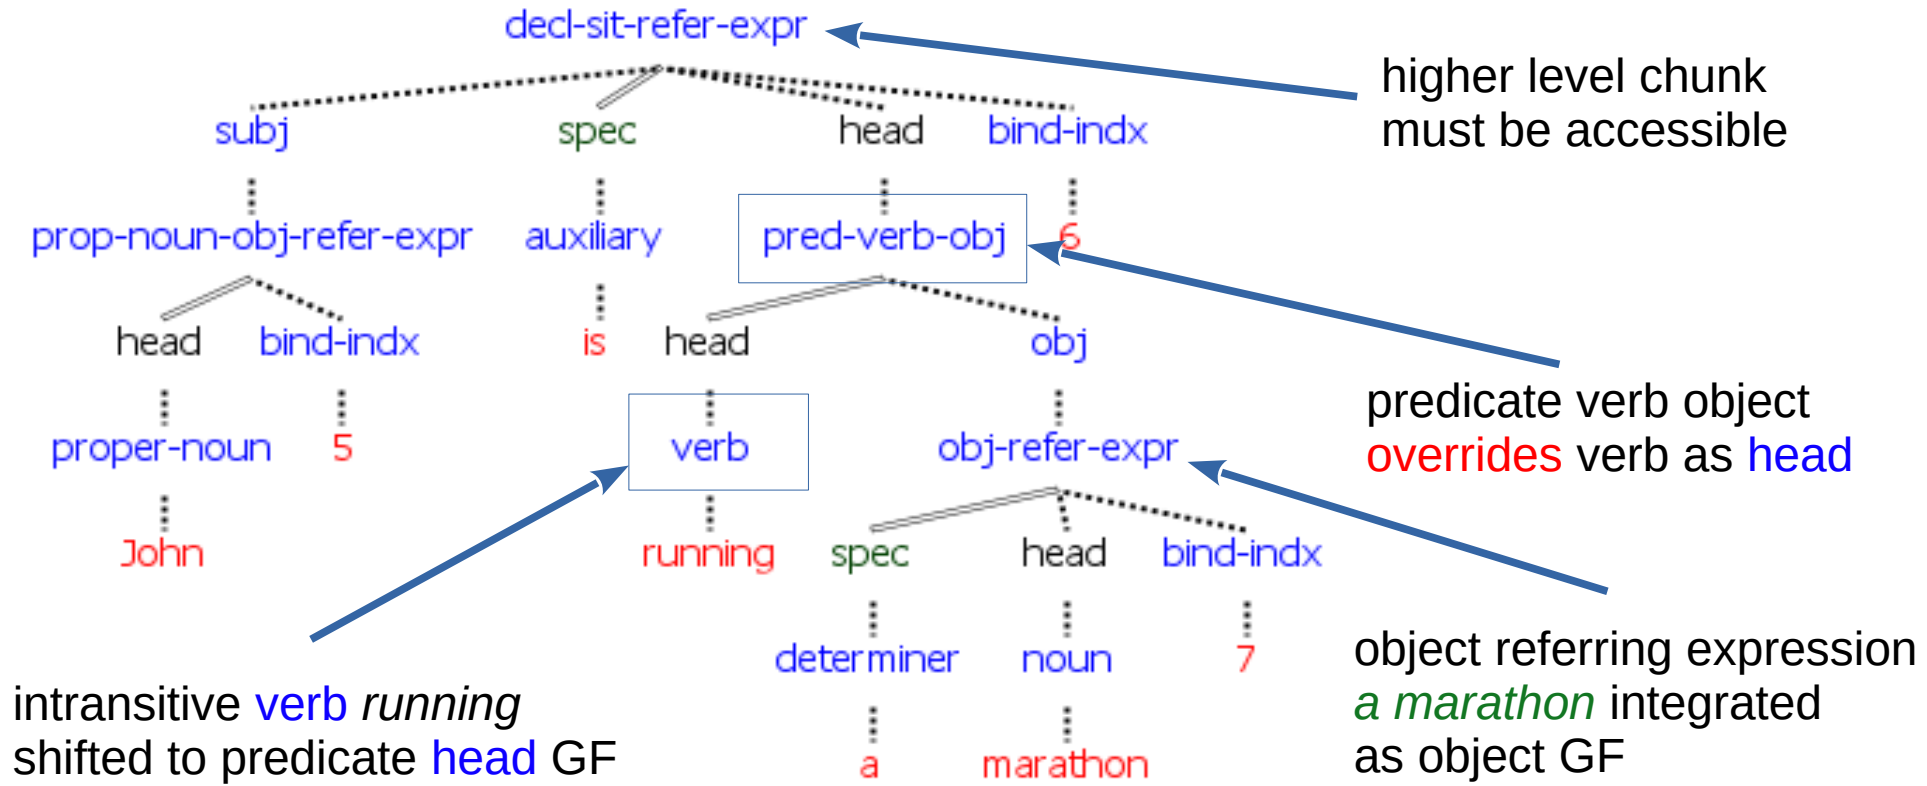 decl-sit-refer-expr
higher level chunk
must be accessible
subj spec head bind-indx
prop-noun-obj-refer-expr auxiliary pred-verb-obj 6
head bind-indx is head obj
predicate verb object
overrides verb as head
proper-noun 5 verb obj-refer-expr
John running spec head bind-indx
determiner noun 7
object referring expression
a marathon integrated
as object GF
intransitive verb running
shifted to predicate head GF
a marathon